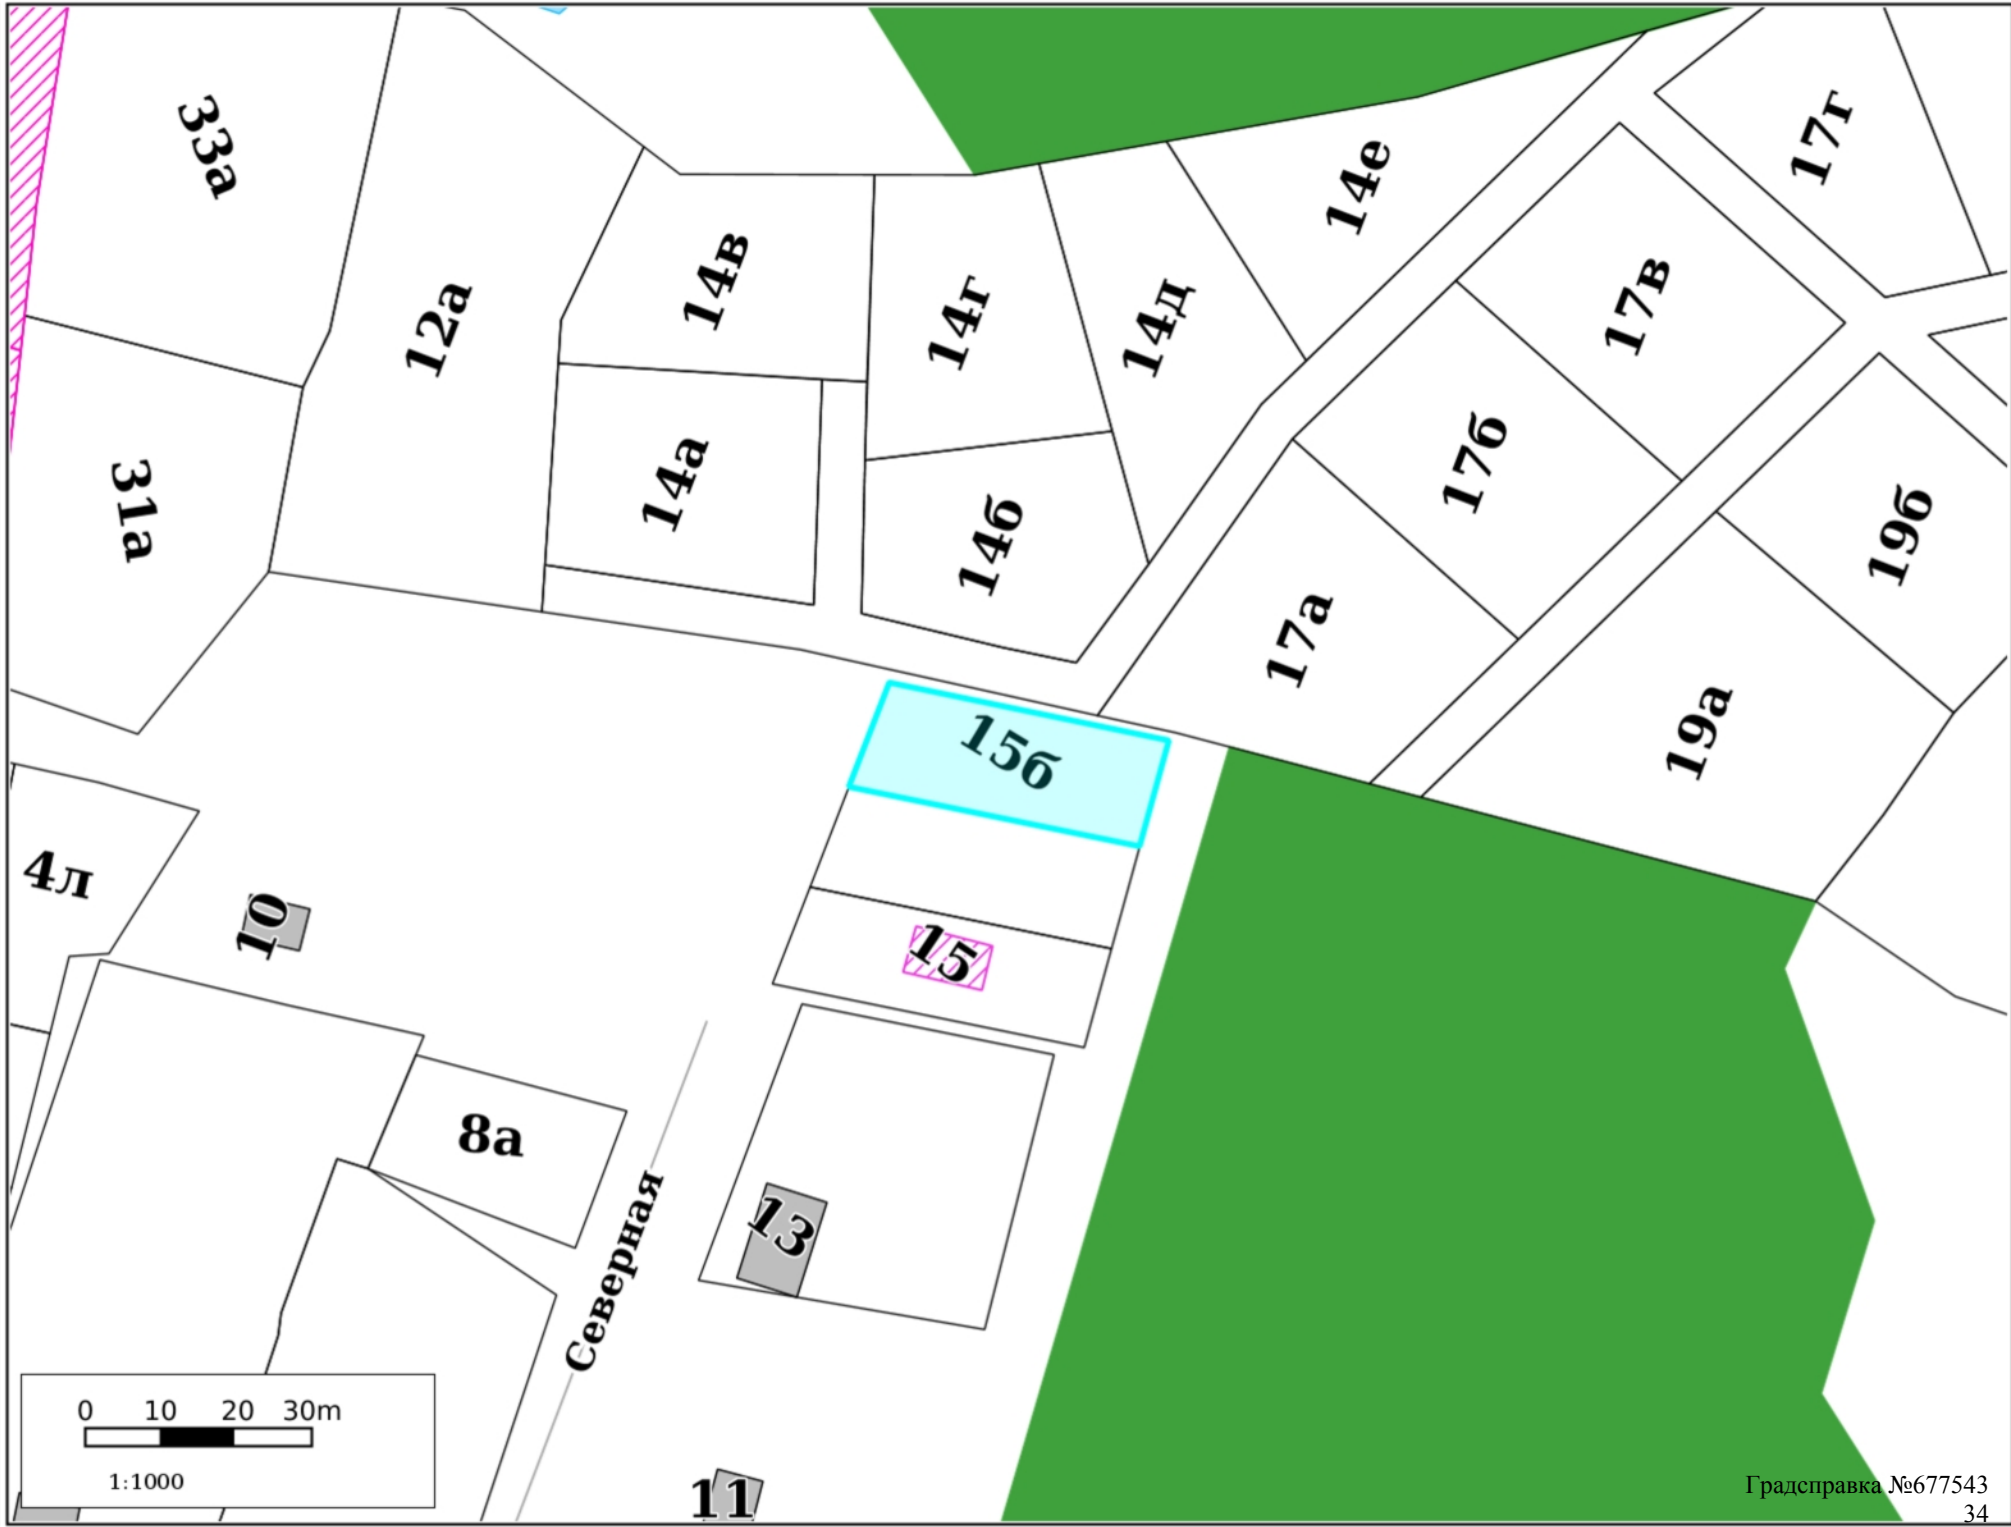 33а
12а
14в
14г
14д
14е
17г
17в
17б
17а
14а
14б
31а
19б
19а
15б
4л
10
15
8а
13
Северная
11
0 10 20 30m
1:1000
Градсправка №677543
34